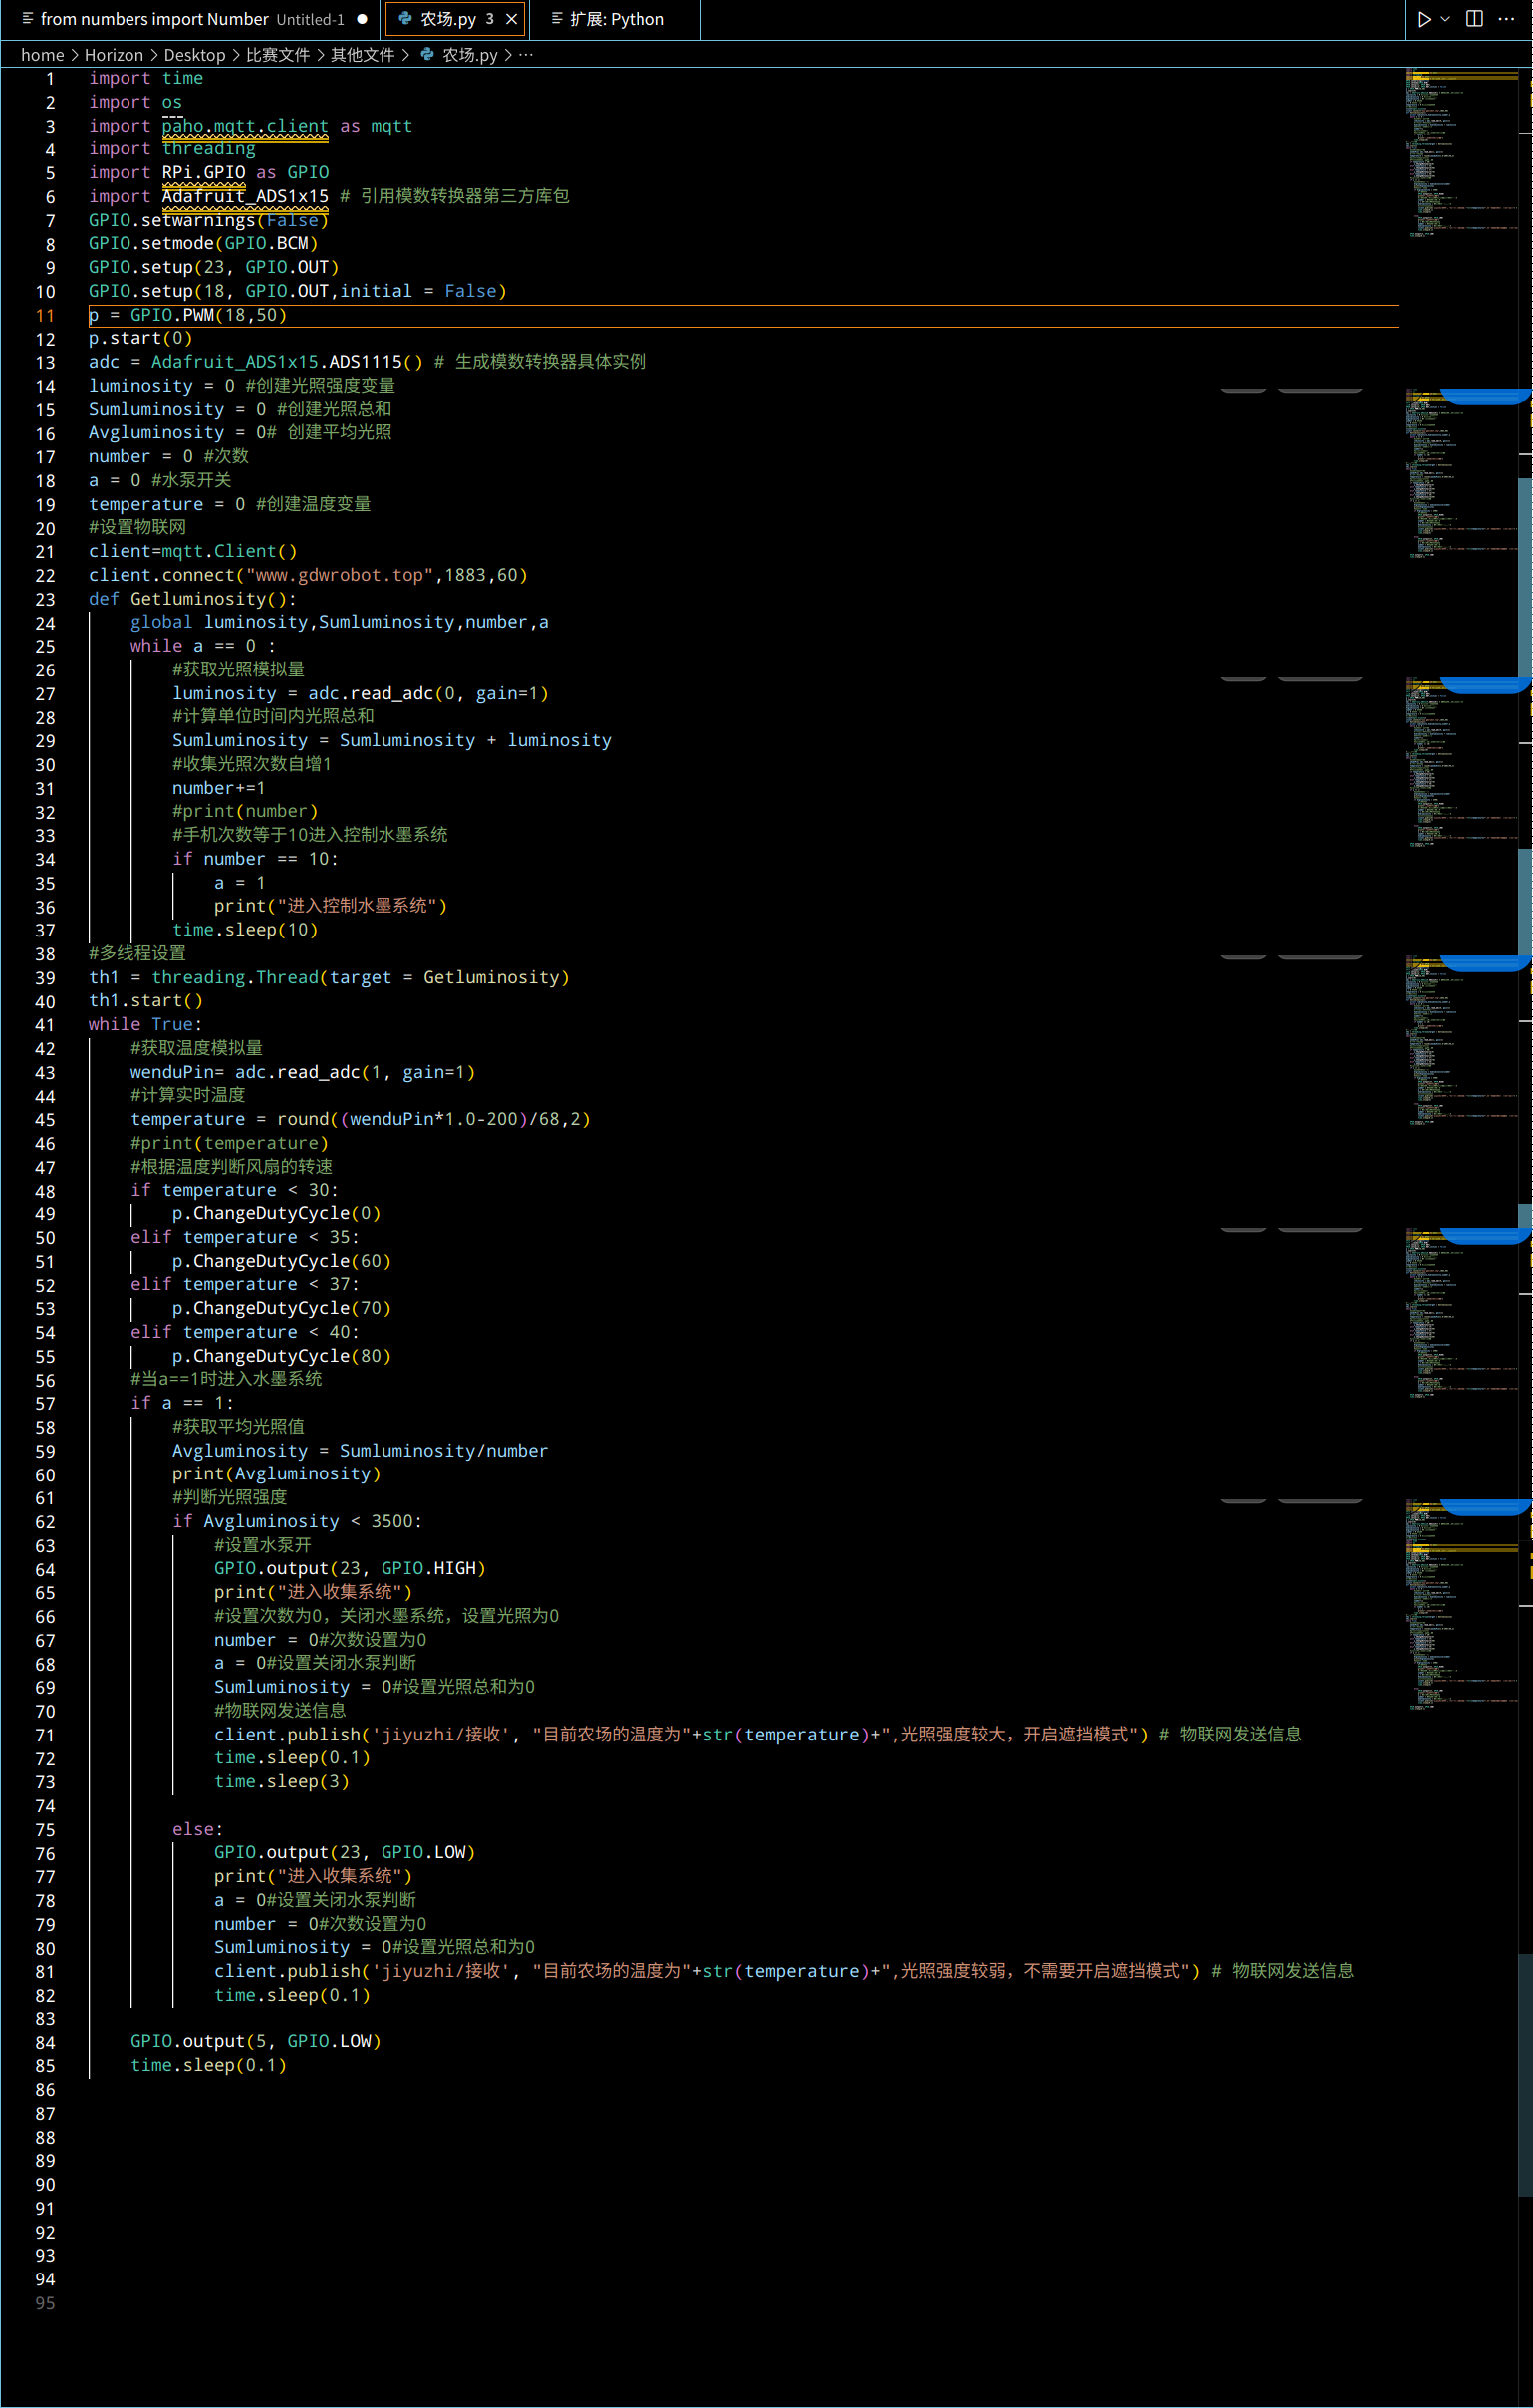 from numbers import Number Untitled-1 ● 农场.py 3 × 扩展: Python
home > Horizon > Desktop > 比赛文件 > 其他文件 > 农场.py > ···
1 import time
2 import os
3 import paho.mqtt.client as mqtt
4 import threading
5 import RPi.GPIO as GPIO
6 import Adafruit_ADS1x15 # 引用模数转换器第三方库包
7 GPIO.setwarnings(False)
8 GPIO.setmode(GPIO.BCM)
9 GPIO.setup(23, GPIO.OUT)
10 GPIO.setup(18, GPIO.OUT,initial = False)
11 p = GPIO.PWM(18,50)
12 p.start(0)
13 adc = Adafruit_ADS1x15.ADS1115() # 生成模数转换器具体实例
14 luminosity = 0 #创建光照强度变量
15 Sumluminosity = 0 #创建光照总和
16 Avgluminosity = 0# 创建平均光照
17 number = 0 #次数
18 a = 0 #水泵开关
19 temperature = 0 #创建温度变量
20 #设置物联网
21 client=mqtt.Client()
22 client.connect("www.gdwrobot.top",1883,60)
23 def Getluminosity():
24 global luminosity,Sumluminosity,number,a
25 while a == 0 :
26 #获取光照模拟量
27 luminosity = adc.read_adc(0, gain=1)
28 #计算单位时间内光照总和
29 Sumluminosity = Sumluminosity + luminosity
30 #收集光照次数自增1
31 number+=1
32 #print(number)
33 #手机次数等于10进入控制水墨系统
34 if number == 10:
35 a = 1
36 print("进入控制水墨系统")
37 time.sleep(10)
38 #多线程设置
39 th1 = threading.Thread(target = Getluminosity)
40 th1.start()
41 while True:
42 #获取温度模拟量
43 wenduPin= adc.read_adc(1, gain=1)
44 #计算实时温度
45 temperature = round((wenduPin*1.0-200)/68,2)
46 #print(temperature)
47 #根据温度判断风扇的转速
48 if temperature < 30:
49 p.ChangeDutyCycle(0)
50 elif temperature < 35:
51 p.ChangeDutyCycle(60)
52 elif temperature < 37:
53 p.ChangeDutyCycle(70)
54 elif temperature < 40:
55 p.ChangeDutyCycle(80)
56 #当a==1时进入水墨系统
57 if a == 1:
58 #获取平均光照值
59 Avgluminosity = Sumluminosity/number
60 print(Avgluminosity)
61 #判断光照强度
62 if Avgluminosity < 3500:
63 #设置水泵开
64 GPIO.output(23, GPIO.HIGH)
65 print("进入收集系统")
66 #设置次数为0，关闭水墨系统，设置光照为0
67 number = 0#次数设置为0
68 a = 0#设置关闭水泵判断
69 Sumluminosity = 0#设置光照总和为0
70 #物联网发送信息
71 client.publish('jiyuzhi/接收', "目前农场的温度为"+str(temperature)+",光照强度较大，开启遮挡模式") # 物联网发送信息
72 time.sleep(0.1)
73 time.sleep(3)
74
75 else:
76 GPIO.output(23, GPIO.LOW)
77 print("进入收集系统")
78 a = 0#设置关闭水泵判断
79 number = 0#次数设置为0
80 Sumluminosity = 0#设置光照总和为0
81 client.publish('jiyuzhi/接收', "目前农场的温度为"+str(temperature)+",光照强度较弱，不需要开启遮挡模式") # 物联网发送信息
82 time.sleep(0.1)
83
84 GPIO.output(5, GPIO.LOW)
85 time.sleep(0.1)
86
87
88
89
90
91
92
93
94
95